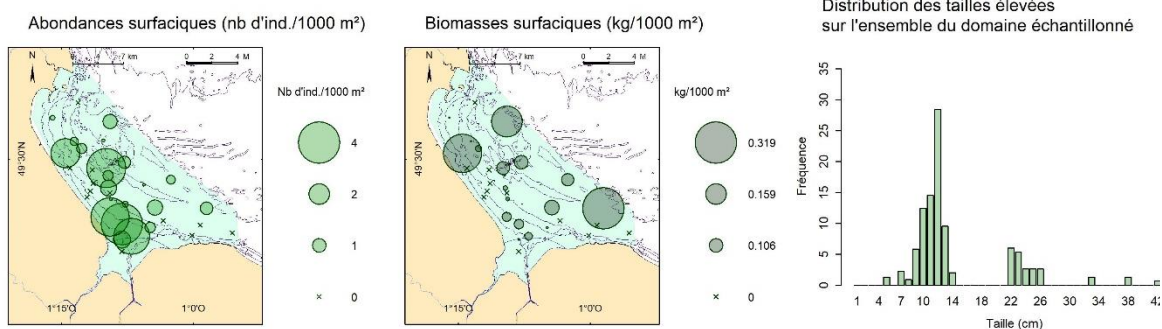 Abondances surfaciques (nb d'ind./1000 m²)
N
7 km
0 2 4 M
49°30'
1°15'O
1°0'O
Nb d'ind./1000 m²
4
2
1
0
Biomasses surfaciques (kg/1000 m²)
N
7 km
0 2 4 M
49°30'
1°15'O
1°0'O
kg/1000 m²
0.319
0.159
0.106
0
Distribution des tailles élevées
sur l'ensemble du domaine échantillonné
Fréquence
35
30
25
20
15
10
5
0
1 4 7 10 14 18 22 26 30 34 38 42
Taille (cm)